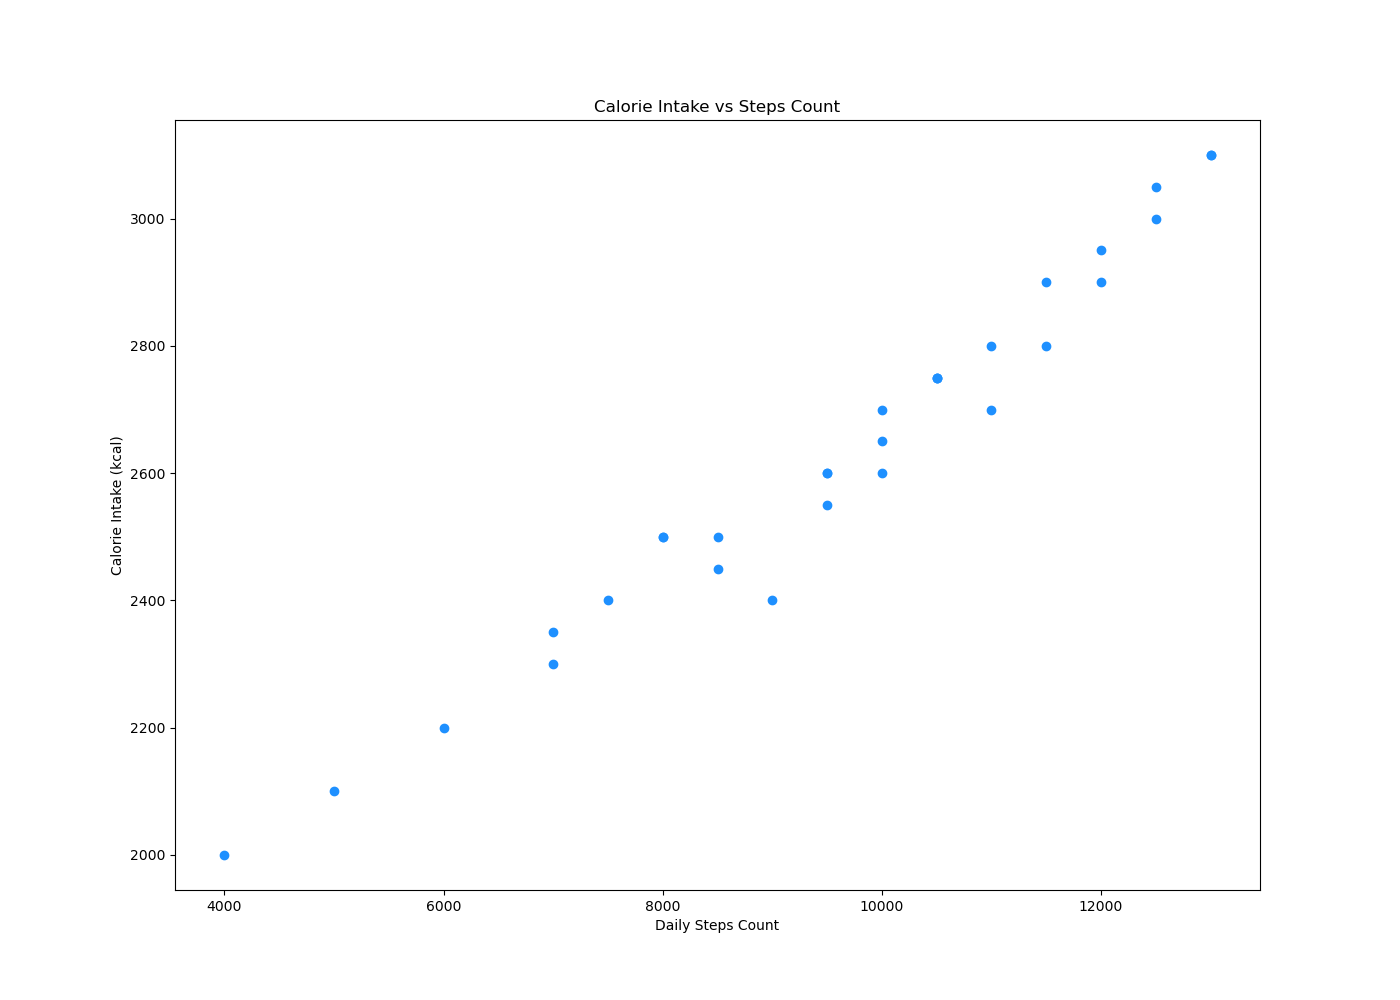 Calorie Intake vs Steps Count
3000
2800
2600
2400
2200
2000
Calorie Intake (kcal)
4000 6000 8000 10000 12000
Daily Steps Count